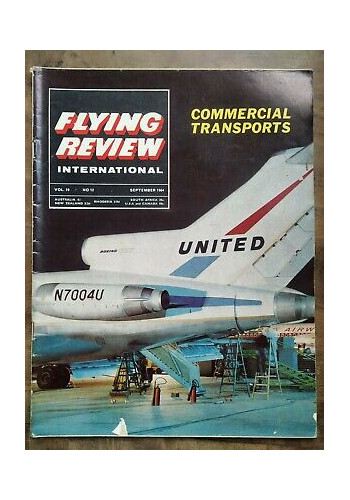 FLYING
REVIEW
INTERNATIONAL
VOL. 19 · NO 12
SEPTEMBER 1964
COMMERCIAL
TRANSPORTS
BOEING
UNITED
N7004U